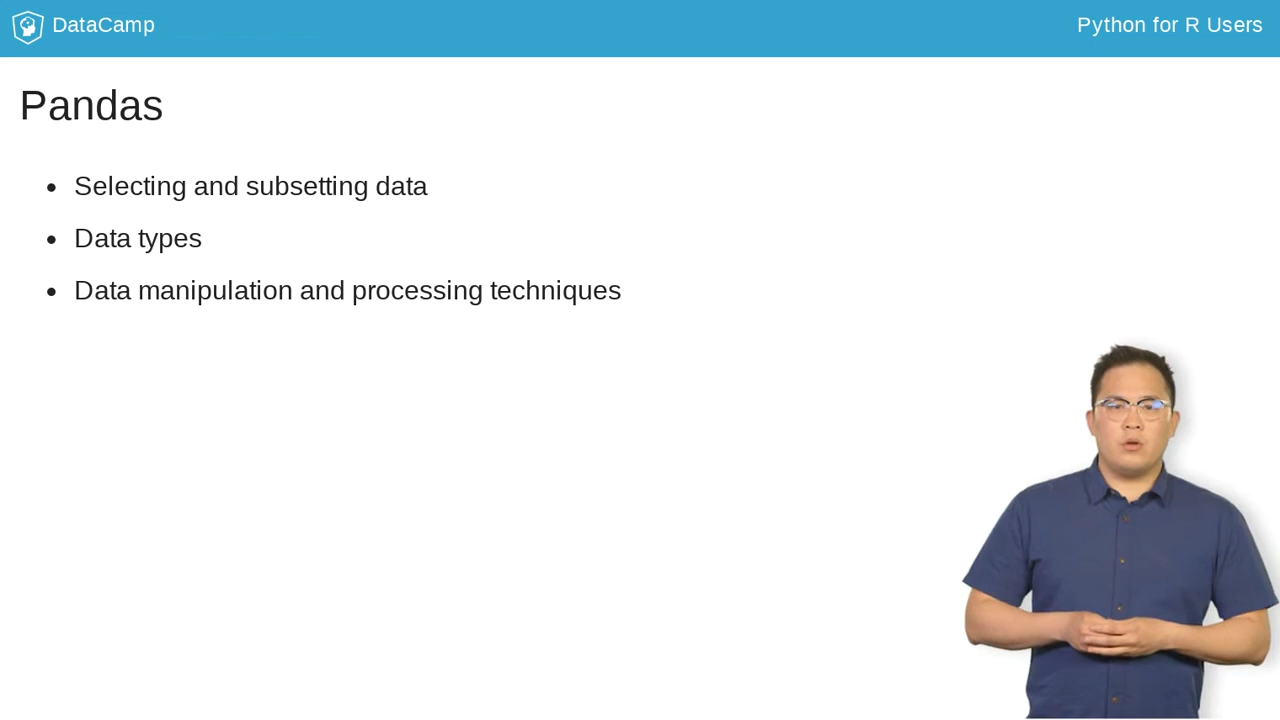 DataCamp
Python for R Users
Pandas
Selecting and subsetting data
Data types
Data manipulation and processing techniques